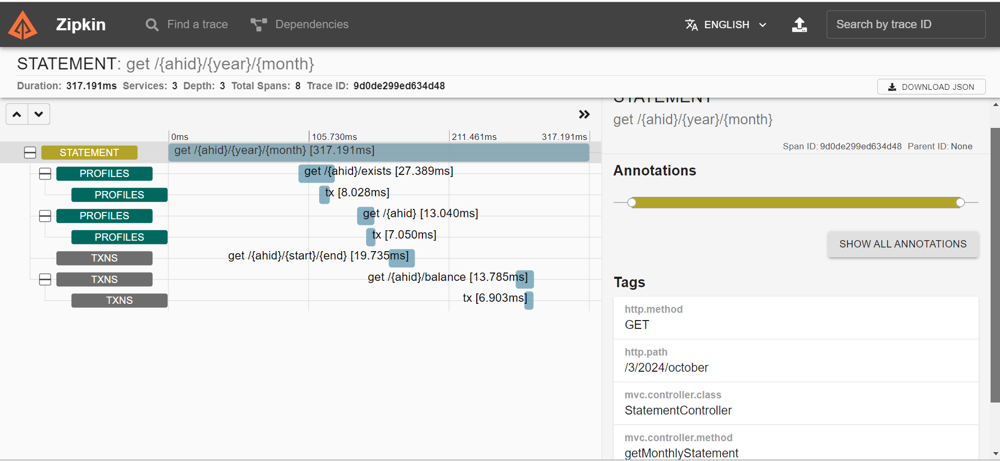 Zipkin
Find a trace
Dependencies
ENGLISH
Search by trace ID
STATEMENT: get /{ahid}/{year}/{month}
Duration: 317.191ms Services: 3 Depth: 3 Total Spans: 8 Trace ID: 9d0de299ed634d48
DOWNLOAD JSON
0ms
105.730ms
211.461ms
317.191ms
STATEMENT
get /{ahid}/{year}/{month} [317.191ms]
PROFILES
get /{ahid}/exists [27.389ms]
PROFILES
tx [8.028ms]
PROFILES
get /{ahid} [13.040ms]
PROFILES
tx [7.050ms]
TXNS
get /{ahid}/{start}/{end} [19.735ms]
TXNS
get /{ahid}/balance [13.785ms]
TXNS
tx [6.903ms]
STATEMENT
get /{ahid}/{year}/{month}
Span ID: 9d0de299ed634d48 Parent ID: None
Annotations
SHOW ALL ANNOTATIONS
Tags
http.method
GET
http.path
/3/2024/october
mvc.controller.class
StatementController
mvc.controller.method
getMonthlyStatement